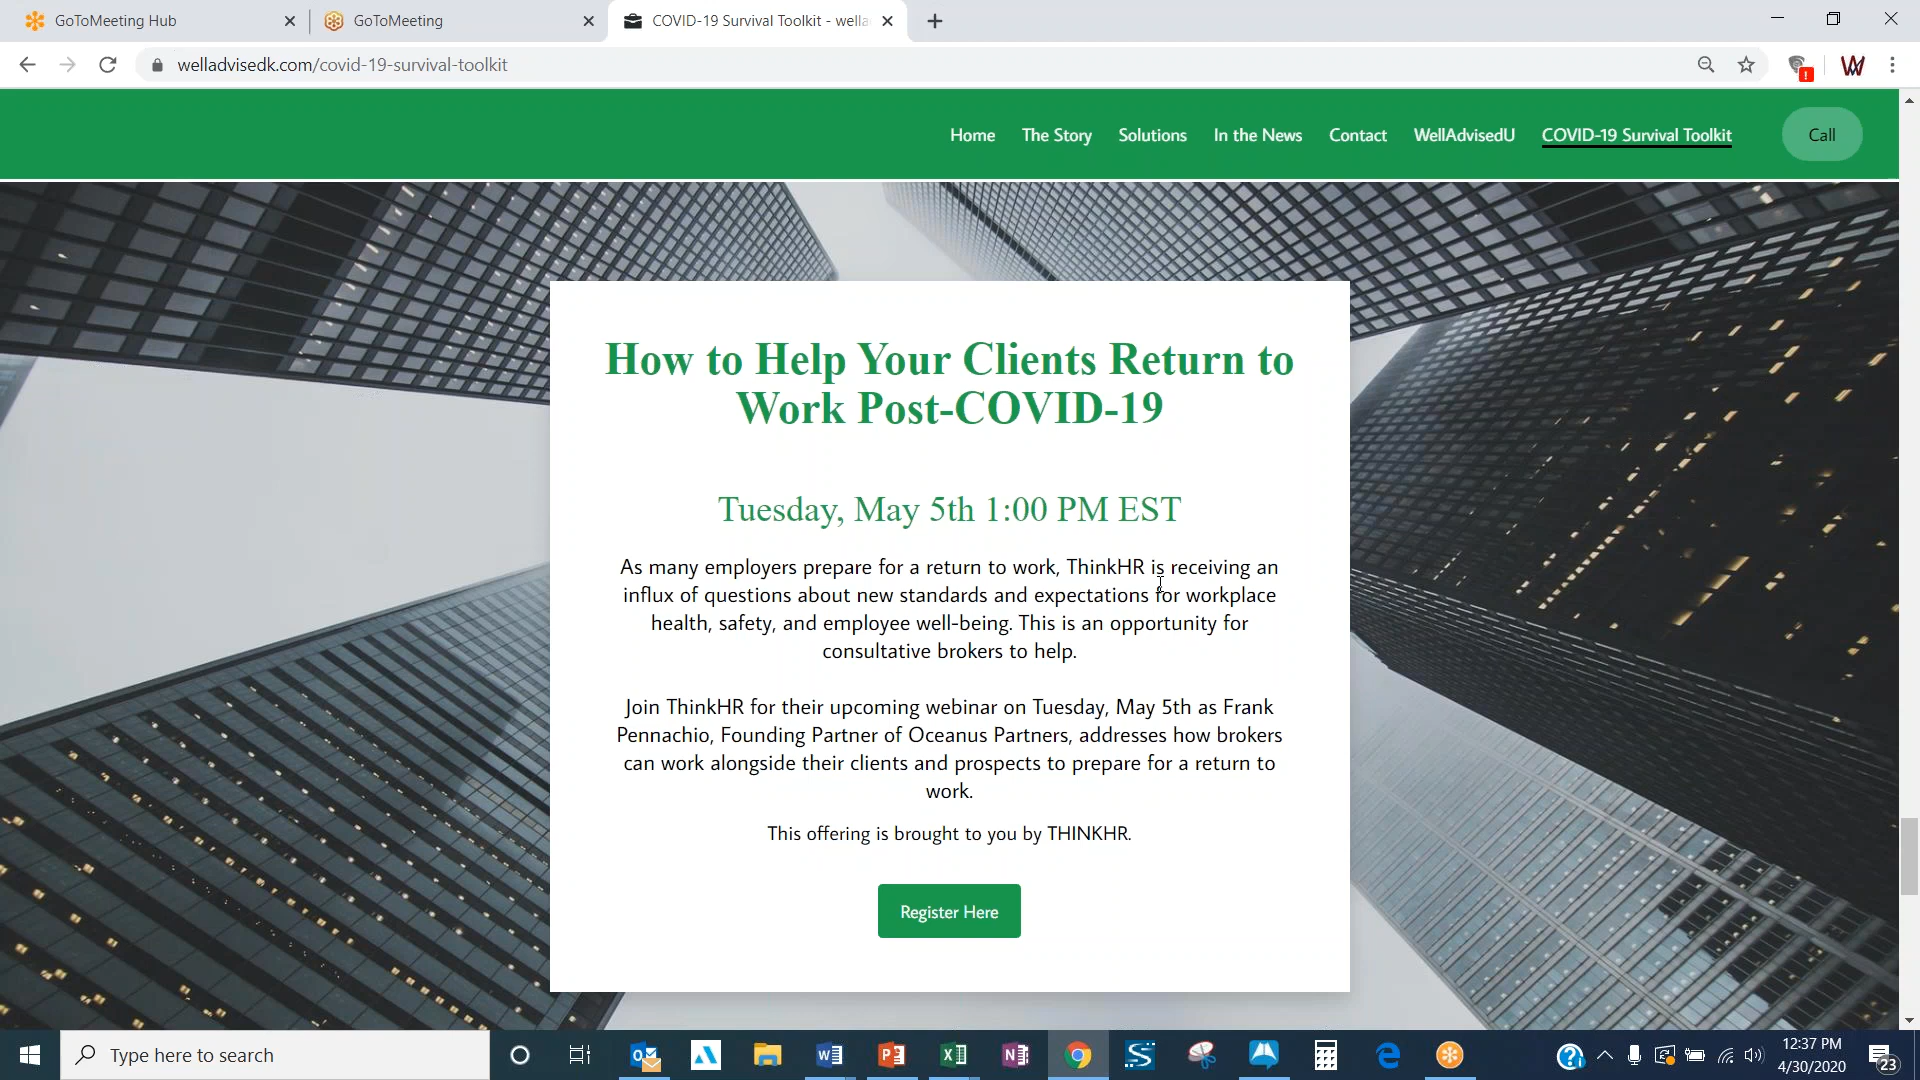 GoToMeeting Hub
GoToMeeting
COVID-19 Survival Toolkit - wella
welladvisedk.com/covid-19-survival-toolkit
Home The Story Solutions In the News Contact WellAdvisedU COVID-19 Survival Toolkit Call
How to Help Your Clients Return to
Work Post-COVID-19
Tuesday, May 5th 1:00 PM EST
As many employers prepare for a return to work, ThinkHR is receiving an
influx of questions about new standards and expectations for workplace
health, safety, and employee well-being. This is an opportunity for
consultative brokers to help.
Join ThinkHR for their upcoming webinar on Tuesday, May 5th as Frank
Pennachio, Founding Partner of Oceanus Partners, addresses how brokers
can work alongside their clients and prospects to prepare for a return to
work.
This offering is brought to you by THINKHR.
Register Here
Type here to search
12:37 PM
4/30/2020
23